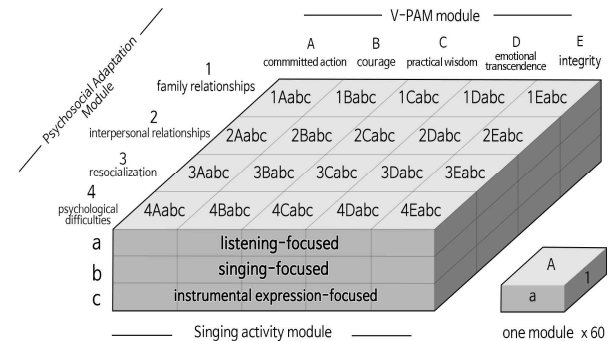 V-PAM module
A B C D E
commmitted action courage practical wisdom emotional transcendence integrity
Psychosocial Adaptation
Module
1
family relationships
1Aabc 1Babc 1Cabc 1Dabc 1Eabc
2
interpersonal relationships
2Aabc 2Babc 2Cabc 2Dabc 2Eabc
3
resocialization
3Aabc 3Babc 3Cabc 3Dabc 3Eabc
4
psychological
difficulties
4Aabc 4Babc 4Cabc 4Dabc 4Eabc
a listening-focused
b singing-focused
c instrumental expression-focused
Singing activity module
A
a 1
one module x 60